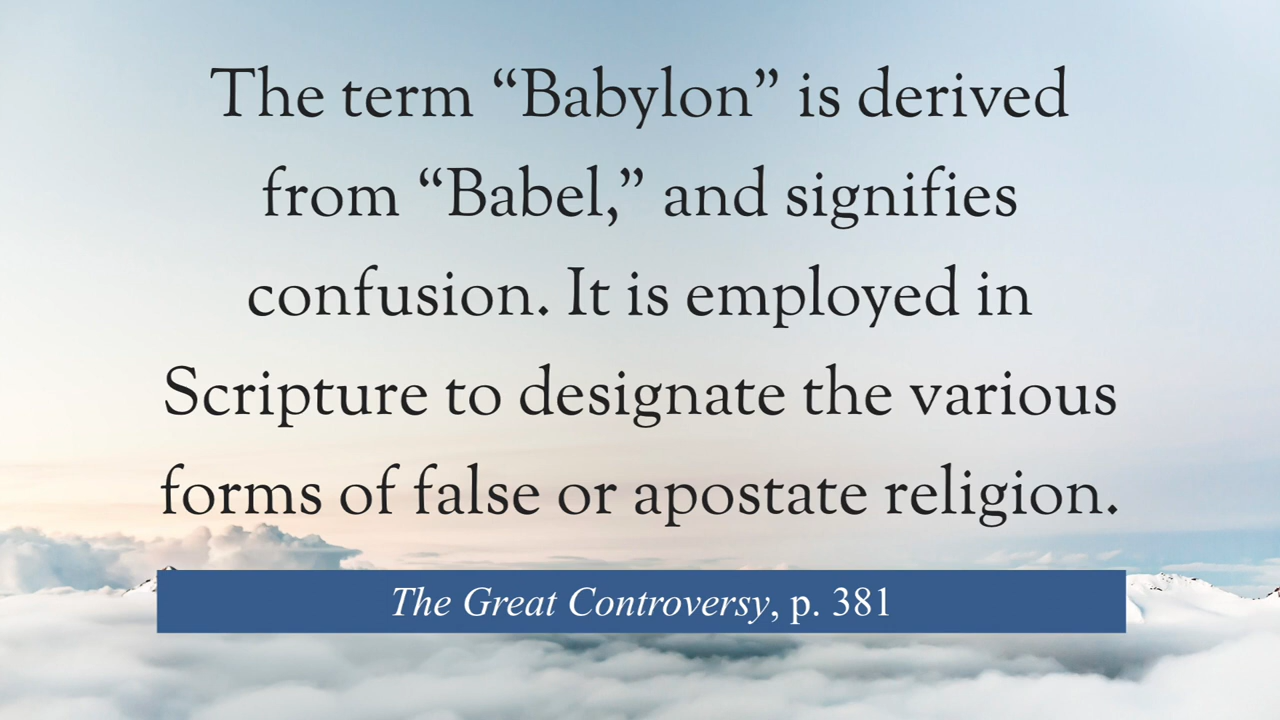 The term “Babylon” is derived
from “Babel,” and signifies
confusion. It is employed in
Scripture to designate the various
forms of false or apostate religion.
The Great Controversy, p. 381